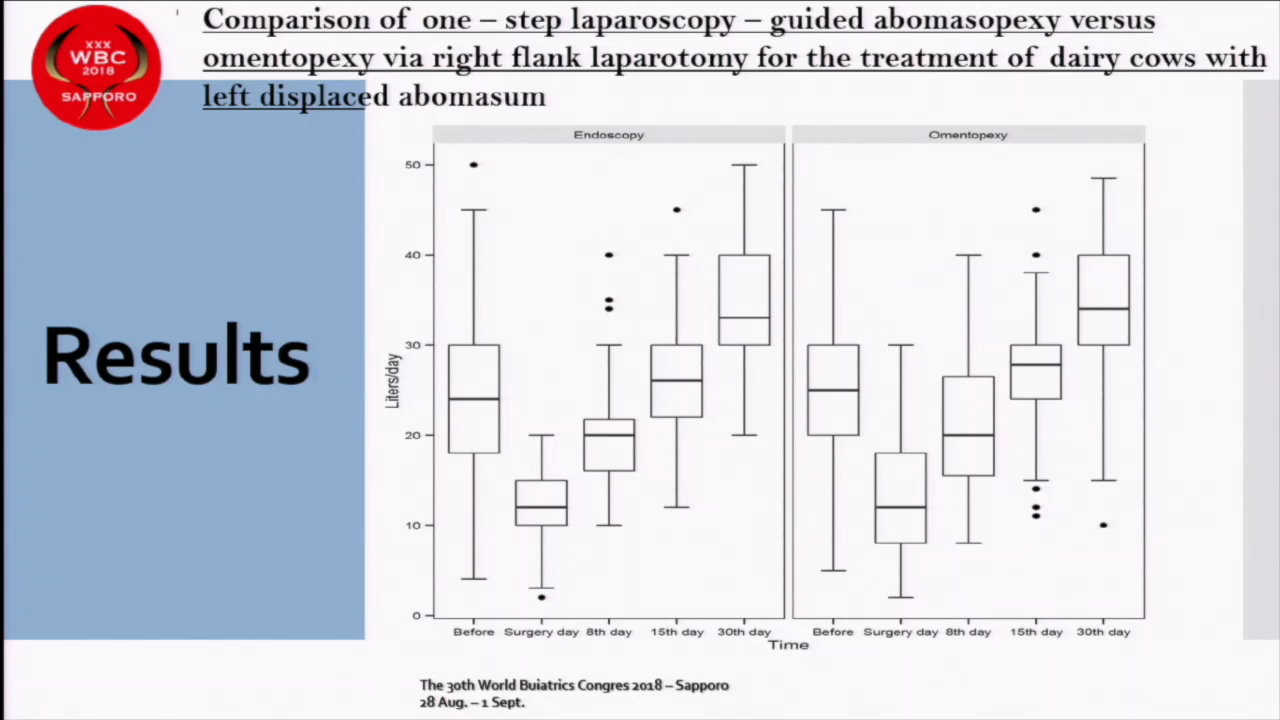 XXX
WBC
2018
SAPPORO
Comparison of one – step laparoscopy – guided abomasopexy versus
omentopexy via right flank laparotomy for the treatment of dairy cows with
left displaced abomasum
Results
Endoscopy
Omentopexy
50
40
30
20
10
0
Liters/day
Before Surgery day 8th day 15th day 30th day
Before Surgery day 8th day 15th day 30th day
Time
The 30th World Buiatrics Congres 2018 – Sapporo
28 Aug. – 1 Sept.